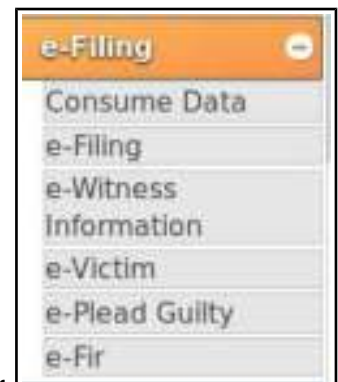 e-Filing
Consume Data
e-Filing
e-Witness
Information
e-Victim
e-Plead Guilty
e-Fir